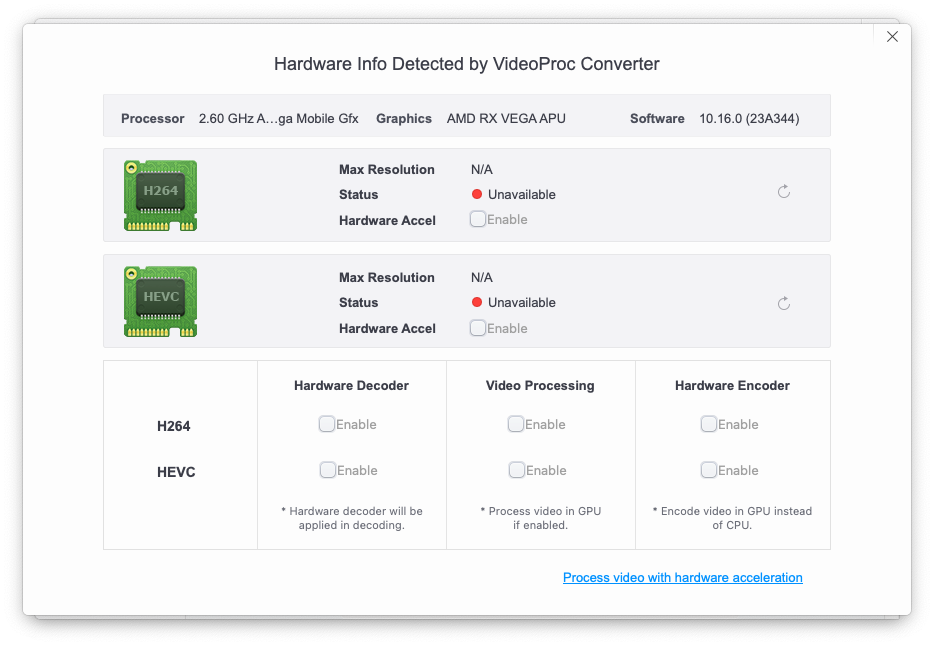 Hardware Info Detected by VideoProc Converter
Processor 2.60 GHz A...ga Mobile Gfx Graphics AMD RX VEGA APU Software 10.16.0 (23A344)
H264
Max Resolution N/A
Status Unavailable
Hardware Accel Enable
HEVC
Max Resolution N/A
Status Unavailable
Hardware Accel Enable
Hardware Decoder Video Processing Hardware Encoder
H264 Enable Enable Enable
HEVC Enable Enable Enable
* Hardware decoder will be * Process video in GPU * Encode video in GPU instead
applied in decoding. if enabled. of CPU.
Process video with hardware acceleration